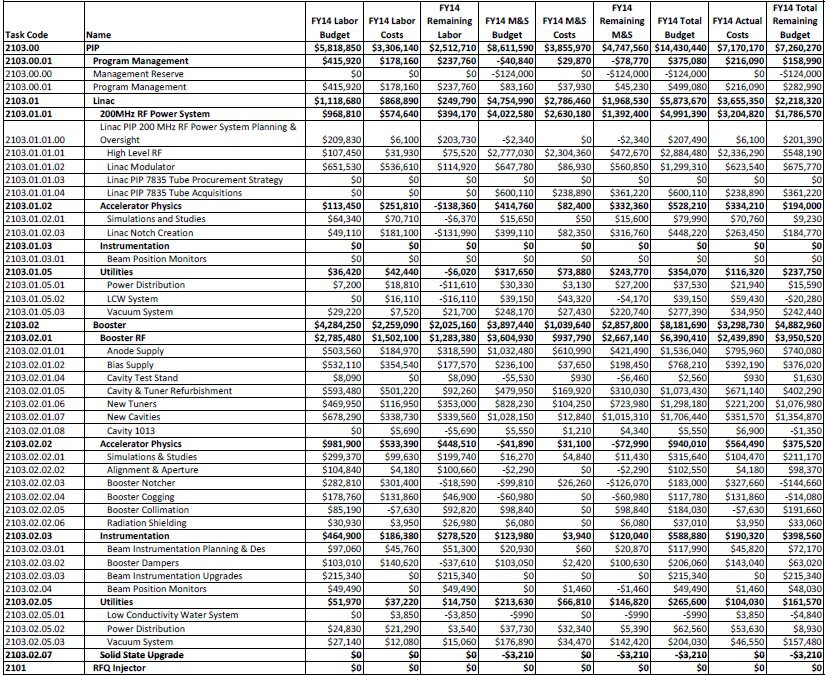 FY14 FY14 FY14 Total
FY14 Labor FY14 Labor Remaining FY14 M&S FY14 M&S Remaining FY14 Total FY14 Actual Remaining
Task Code Name Budget Costs Labor Budget Costs M&S Budget Costs Costs
2103.00 PIP $5,818,850 $3,306,140 $2,512,710 $8,611,590 $3,855,970 $4,747,560 $14,430,440 $7,170,170 $7,260,270
2103.00.01 Program Management $415,920 $178,160 $237,760 -$40,840 $29,870 -$78,770 $375,080 $216,090 $158,990
2103.00.00 Management Reserve $0 $0 $0 -$124,000 $0 -$124,000 -$124,000 $0 -$124,000
2103.00.01 Program Management $415,920 $178,160 $237,760 $83,160 $37,930 $45,230 $499,080 $216,090 $282,990
2103.01 Linac $1,118,680 $868,890 $249,790 $4,754,990 $2,786,460 $1,968,530 $5,873,670 $3,655,350 $2,218,320
2103.01.01 200MHz RF Power System $968,810 $574,640 $394,170 $4,022,580 $2,630,180 $1,392,400 $4,991,390 $3,204,820 $1,786,570
Linac PIP 200 MHz RF Power System Planning &
2103.01.01.00 Oversight $209,830 $6,100 $203,730 -$2,340 $0 -$2,340 $207,490 $6,100 $201,390
2103.01.01.01 High Level RF $107,450 $31,930 $75,520 $2,777,030 $2,304,360 $472,670 $2,884,480 $2,336,290 $548,190
2103.01.01.02 Linac Modulator $651,530 $536,610 $114,920 $647,780 $86,930 $560,850 $1,299,310 $623,540 $675,770
2103.01.01.03 Linac PIP 7835 Tube Procurement Strategy $0 $0 $0 $0 $0 $0 $0 $0 $0
2103.01.01.04 Linac PIP 7835 Tube Acquisitions $0 $0 $0 $600,110 $238,890 $361,220 $600,110 $238,890 $361,220
2103.01.02 Accelerator Physics $113,450 $251,810 -$138,360 $414,760 $82,400 $332,360 $528,210 $334,210 $194,000
2103.01.02.01 Simulations and Studies $64,340 $70,710 -$6,370 $15,650 $50 $15,600 $79,990 $70,760 $9,230
2103.01.02.03 Linac Notch Creation $49,110 $181,100 -$131,990 $399,110 $82,350 $316,760 $448,220 $263,450 $184,770
2103.01.03 Instrumentation $0 $0 $0 $0 $0 $0 $0 $0 $0
2103.01.03.01 Beam Position Monitors $0 $0 $0 $0 $0 $0 $0 $0 $0
2103.01.05 Utilities $36,420 $42,440 -$6,020 $317,650 $73,880 $243,770 $354,070 $116,320 $237,750
2103.01.05.01 Power Distribution $7,200 $18,810 -$11,610 $30,330 $3,130 $27,200 $37,530 $21,940 $15,590
2103.01.05.02 LCW System $0 $16,110 -$16,110 $39,150 $43,320 -$4,170 $39,150 $59,430 -$20,280
2103.01.05.03 Vacuum System $29,220 $7,520 $21,700 $248,170 $27,430 $220,740 $277,390 $34,950 $242,440
2103.02 Booster $4,284,250 $2,259,090 $2,025,160 $3,897,440 $1,039,640 $2,857,800 $8,181,690 $3,298,730 $4,882,960
2103.02.01 Booster RF $2,785,480 $1,502,100 $1,283,380 $3,604,930 $937,790 $2,667,140 $6,390,410 $2,439,890 $3,950,520
2103.02.01.01 Anode Supply $503,560 $184,970 $318,590 $1,032,480 $610,990 $421,490 $1,536,040 $795,960 $740,080
2103.02.01.02 Bias Supply $532,110 $354,540 $177,570 $236,100 $37,650 $198,450 $768,210 $392,190 $376,020
2103.02.01.04 Cavity Test Stand $8,090 $0 $8,090 -$5,530 $930 -$6,460 $2,560 $930 $1,630
2103.02.01.05 Cavity & Tuner Refurbishment $593,480 $501,220 $92,260 $479,950 $169,920 $310,030 $1,073,430 $671,140 $402,290
2103.02.01.06 New Tuners $469,950 $116,950 $353,000 $828,230 $104,250 $723,980 $1,298,180 $221,200 $1,076,980
2103.02.01.07 New Cavities $678,290 $338,730 $339,560 $1,028,150 $12,840 $1,015,310 $1,706,440 $351,570 $1,354,870
2103.02.01.08 Cavity 1013 $0 $5,690 -$5,690 $5,550 $1,210 $4,340 $5,550 $6,900 -$1,350
2103.02.02 Accelerator Physics $981,900 $533,390 $448,510 -$41,890 $31,100 -$72,990 $940,010 $564,490 $375,520
2103.02.02.01 Simulations & Studies $299,370 $99,630 $199,740 $16,270 $4,840 $11,430 $315,640 $104,470 $211,170
2103.02.02.02 Alignment & Aperture $104,840 $4,180 $100,660 -$2,290 $0 -$2,290 $102,550 $4,180 $98,370
2103.02.02.03 Booster Notcher $282,810 $301,400 -$18,590 -$99,810 $26,260 -$126,070 $183,000 $327,660 -$144,660
2103.02.02.04 Booster Cogging $178,760 $131,860 $46,900 -$60,980 $0 -$60,980 $117,780 $131,860 -$14,080
2103.02.02.05 Booster Collimation $85,190 -$7,630 $92,820 $98,840 $0 $98,840 $184,030 -$7,630 $191,660
2103.02.02.06 Radiation Shielding $30,930 $3,950 $26,980 $6,080 $0 $6,080 $37,010 $3,950 $33,060
2103.02.03 Instrumentation $464,900 $186,380 $278,520 $123,980 $3,940 $120,040 $588,880 $190,320 $398,560
2103.02.03.01 Beam Instrumentation Planning & Des $97,060 $45,760 $51,300 $20,930 $60 $20,870 $117,990 $45,820 $72,170
2103.02.03.02 Booster Dampers $103,010 $140,620 -$37,610 $103,050 $2,420 $100,630 $206,060 $143,040 $63,020
2103.02.03.03 Beam Instrumentation Upgrades $215,340 $0 $215,340 $0 $0 $0 $215,340 $0 $215,340
2103.02.04 Beam Position Monitors $49,490 $0 $49,490 $0 $1,460 -$1,460 $49,490 $1,460 $48,030
2103.02.05 Utilities $51,970 $37,220 $14,750 $213,630 $66,810 $146,820 $265,600 $104,030 $161,570
2103.02.05.01 Low Conductivity Water System $0 $3,850 -$3,850 -$990 $0 -$990 -$990 $3,850 -$4,840
2103.02.05.02 Power Distribution $24,830 $21,290 $3,540 $37,730 $32,340 $5,390 $62,560 $53,630 $8,930
2103.02.05.03 Vacuum System $27,140 $12,080 $15,060 $176,890 $34,470 $142,420 $204,030 $46,550 $157,480
2103.02.07 Solid State Upgrade $0 $0 $0 -$3,210 $0 -$3,210 -$3,210 $0 -$3,210
2101 RFQ Injector $0 $0 $0 $0 $0 $0 $0 $0 $0